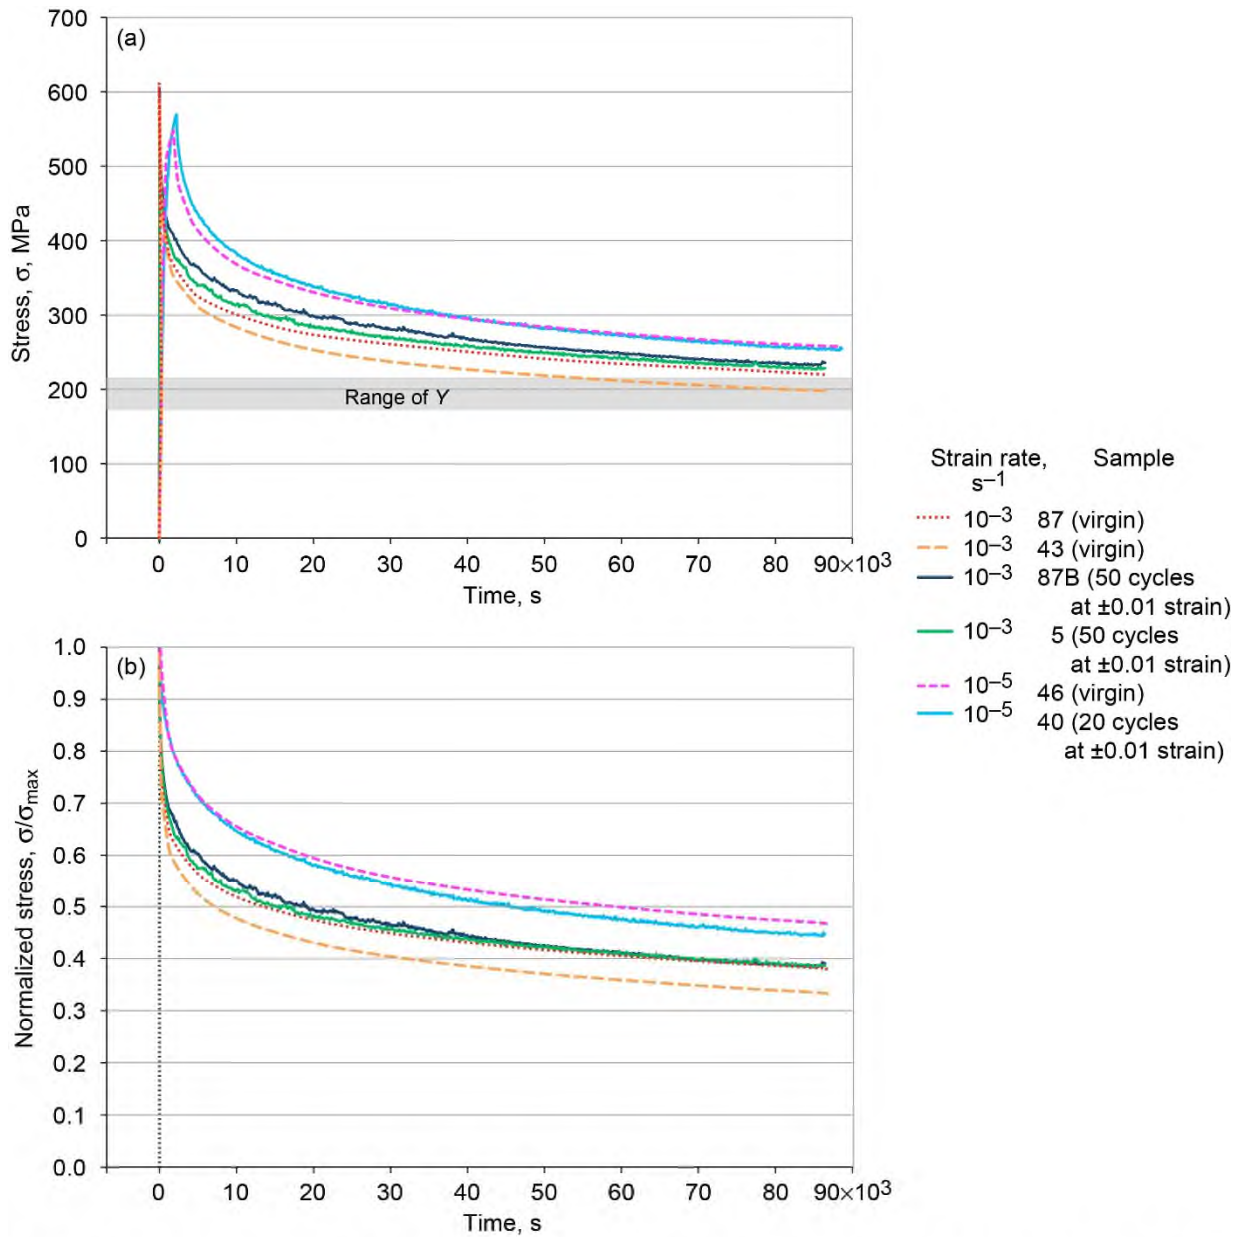 (a)
700
600
500
400
300
200
100
0
Stress, σ, MPa
Range of Y
0 10 20 30 40 50 60 70 80 90×10³
Time, s
(b)
1.0
0.9
0.8
0.7
0.6
0.5
0.4
0.3
0.2
0.1
0.0
Normalized stress, σ/σmax
0 10 20 30 40 50 60 70 80 90×10³
Time, s
Strain rate, Sample
s⁻¹
10⁻³ 87 (virgin)
10⁻³ 43 (virgin)
10⁻³ 87B (50 cycles
at ±0.01 strain)
10⁻³ 5 (50 cycles
at ±0.01 strain)
10⁻⁵ 46 (virgin)
10⁻⁵ 40 (20 cycles
at ±0.01 strain)